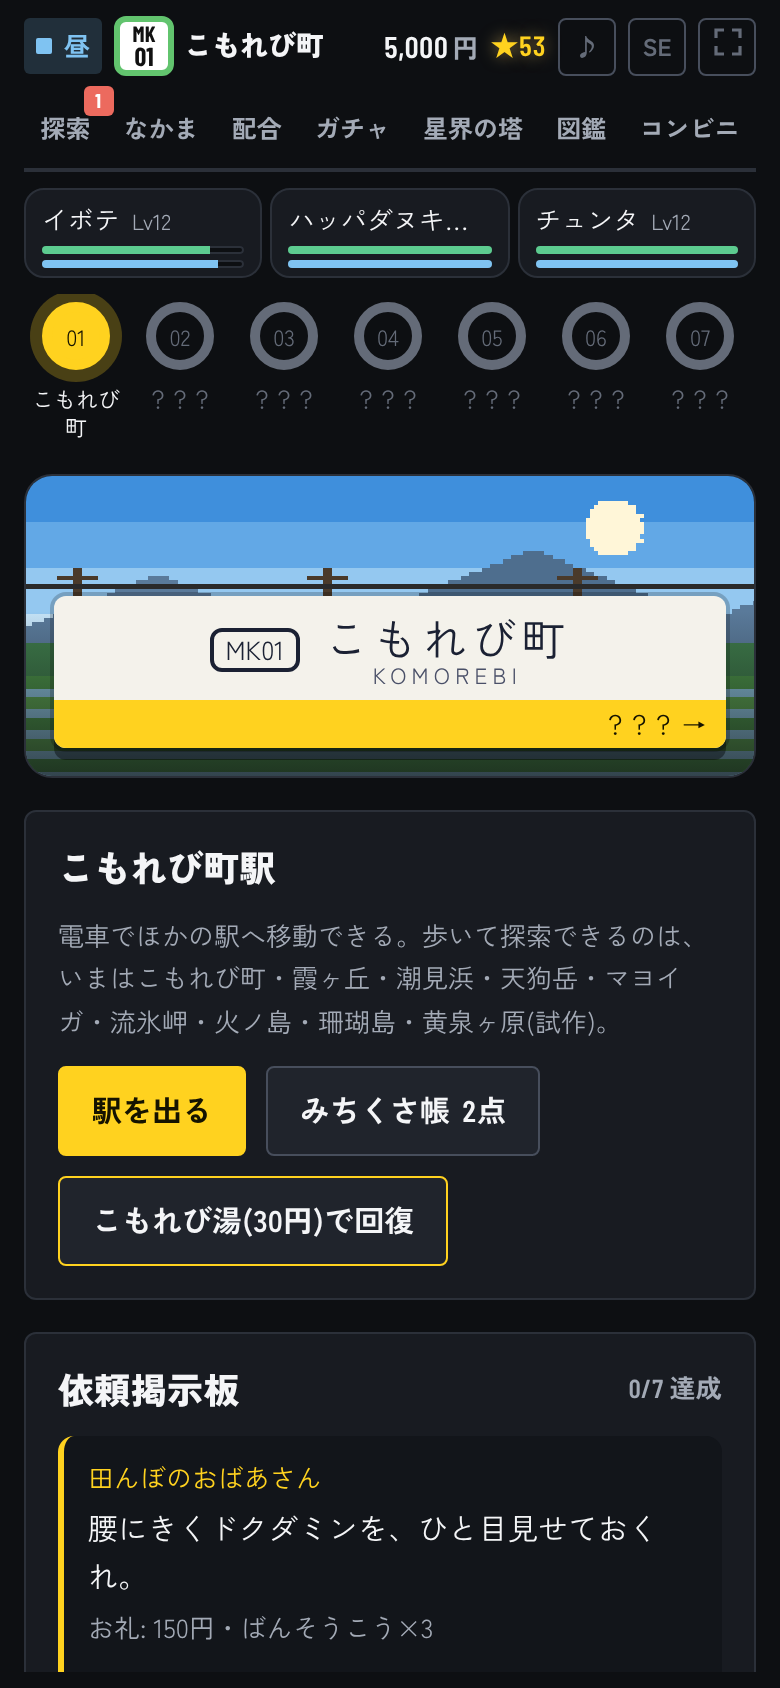 昼 MK 01 こもれび町 5,000円 ★53 ♪ SE
1
探索 なかま 配合 ガチャ 星界の塔 図鑑 コンビニ
イボテ Lv12 ハッパダヌキ… チュンタ Lv12
01 02 03 04 05 06 07
こもれび町 ??? ??? ??? ??? ??? ???
MK01 こもれび町
KOMOREBI
??? →
こもれび町駅
電車でほかの駅へ移動できる。歩いて探索できるのは、
いまはこもれび町・霞ヶ丘・潮見浜・天狗岳・マヨイ
ガ・流氷岬・火ノ島・珊瑚島・黄泉ヶ原(試作)。
駅を出る みちくさ帳 2点
こもれび湯(30円)で回復
依頼掲示板 0/7 達成
田んぼのおばあさん
腰にきくドクダミンを、ひと目見せておく
れ。
お礼: 150円・ばんそうこう×3